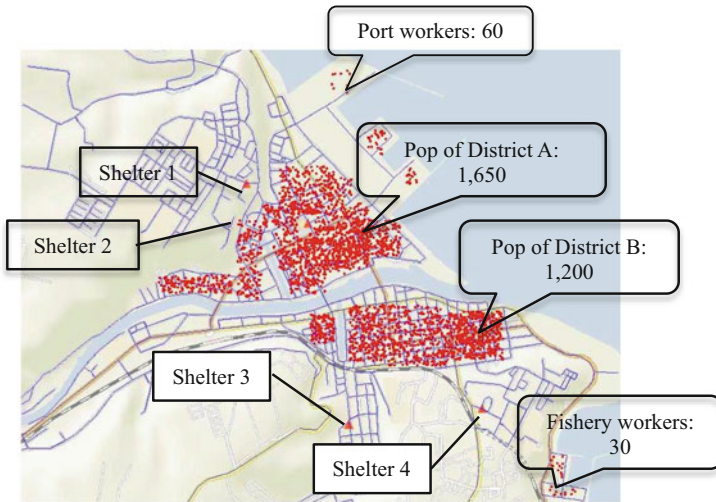 Port workers: 60
Pop of District A:
1,650
Shelter 1
Shelter 2
Pop of District B:
1,200
Shelter 3
Shelter 4
Fishery workers:
30